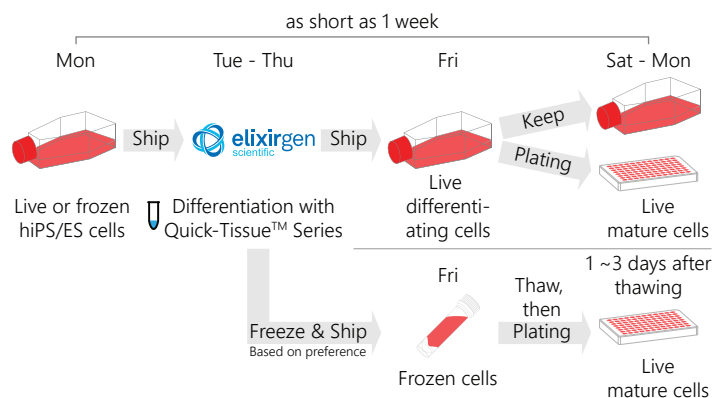 as short as 1 week
Mon
Tue - Thu
Fri
Sat - Mon
Ship
elixirgen
scientific
Ship
Keep
Plating
Live or frozen
hiPS/ES cells
Differentiation with
Quick-Tissue™ Series
Live
differenti-
ating cells
Live
mature cells
Fri
1 ~3 days after
thawing
Freeze & Ship
Based on preference
Thaw,
then
Plating
Frozen cells
Live
mature cells